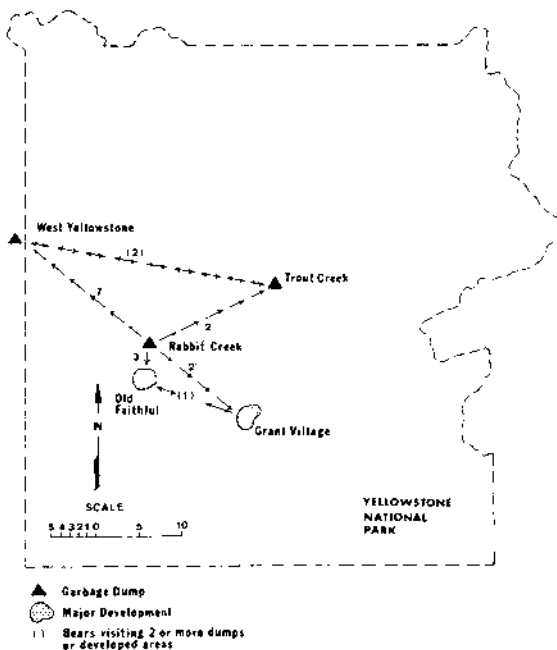 West Yellowstone
(2)
Trout Creek
7
2
Rabbit Creek
3
2
Old
Faithful
(1)
Grant Village
N
SCALE
5 4 3 2 1 0 5 10
YELLOWSTONE
NATIONAL
PARK
Garbage Dump
Major Development
( ) Bears visiting 2 or more dumps
or developed areas